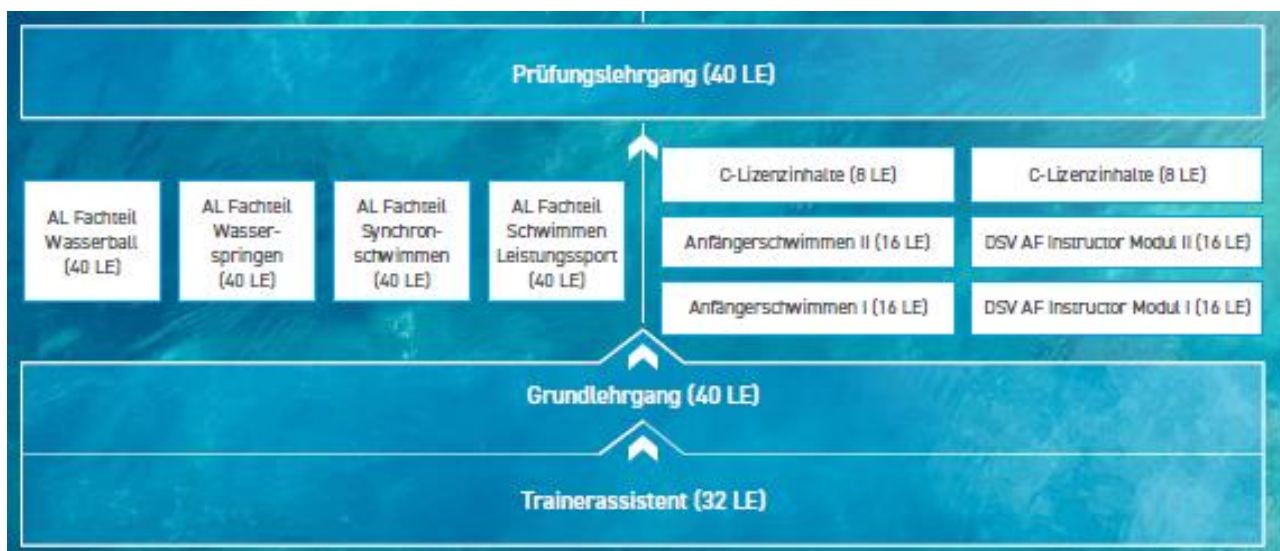 Prüfungslehrgang (40 LE)
AL Fachteil
Wasserball
(40 LE)
AL Fachteil
Wasser-
springen
(40 LE)
AL Fachteil
Synchron-
schwimmen
(40 LE)
AL Fachteil
Schwimmen
Leistungssport
(40 LE)
C-Lizenzinhalte (8 LE)
Anfängerschwimmen II (16 LE)
Anfängerschwimmen I (16 LE)
C-Lizenzinhalte (8 LE)
DSV AF Instructor Modul II (16 LE)
DSV AF Instructor Modul I (16 LE)
Grundlehrgang (40 LE)
Trainerassistent (32 LE)